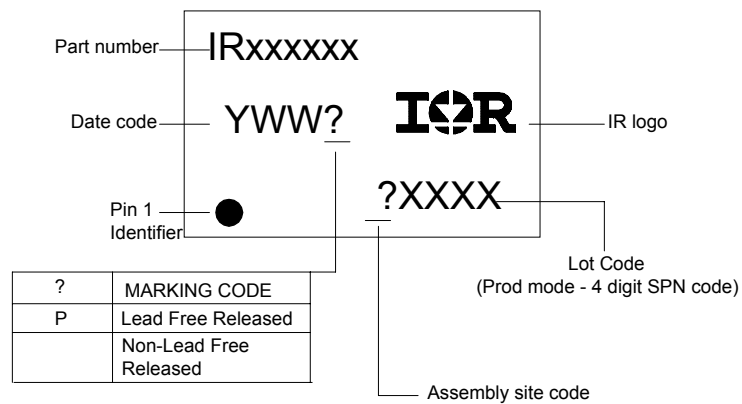 Part number
IRxxxxxx
Date code
YWW?
IOR
IR logo
?XXXX
Pin 1
Identifier
Lot Code
(Prod mode - 4 digit SPN code)
? MARKING CODE
P Lead Free Released
Non-Lead Free
Released
Assembly site code